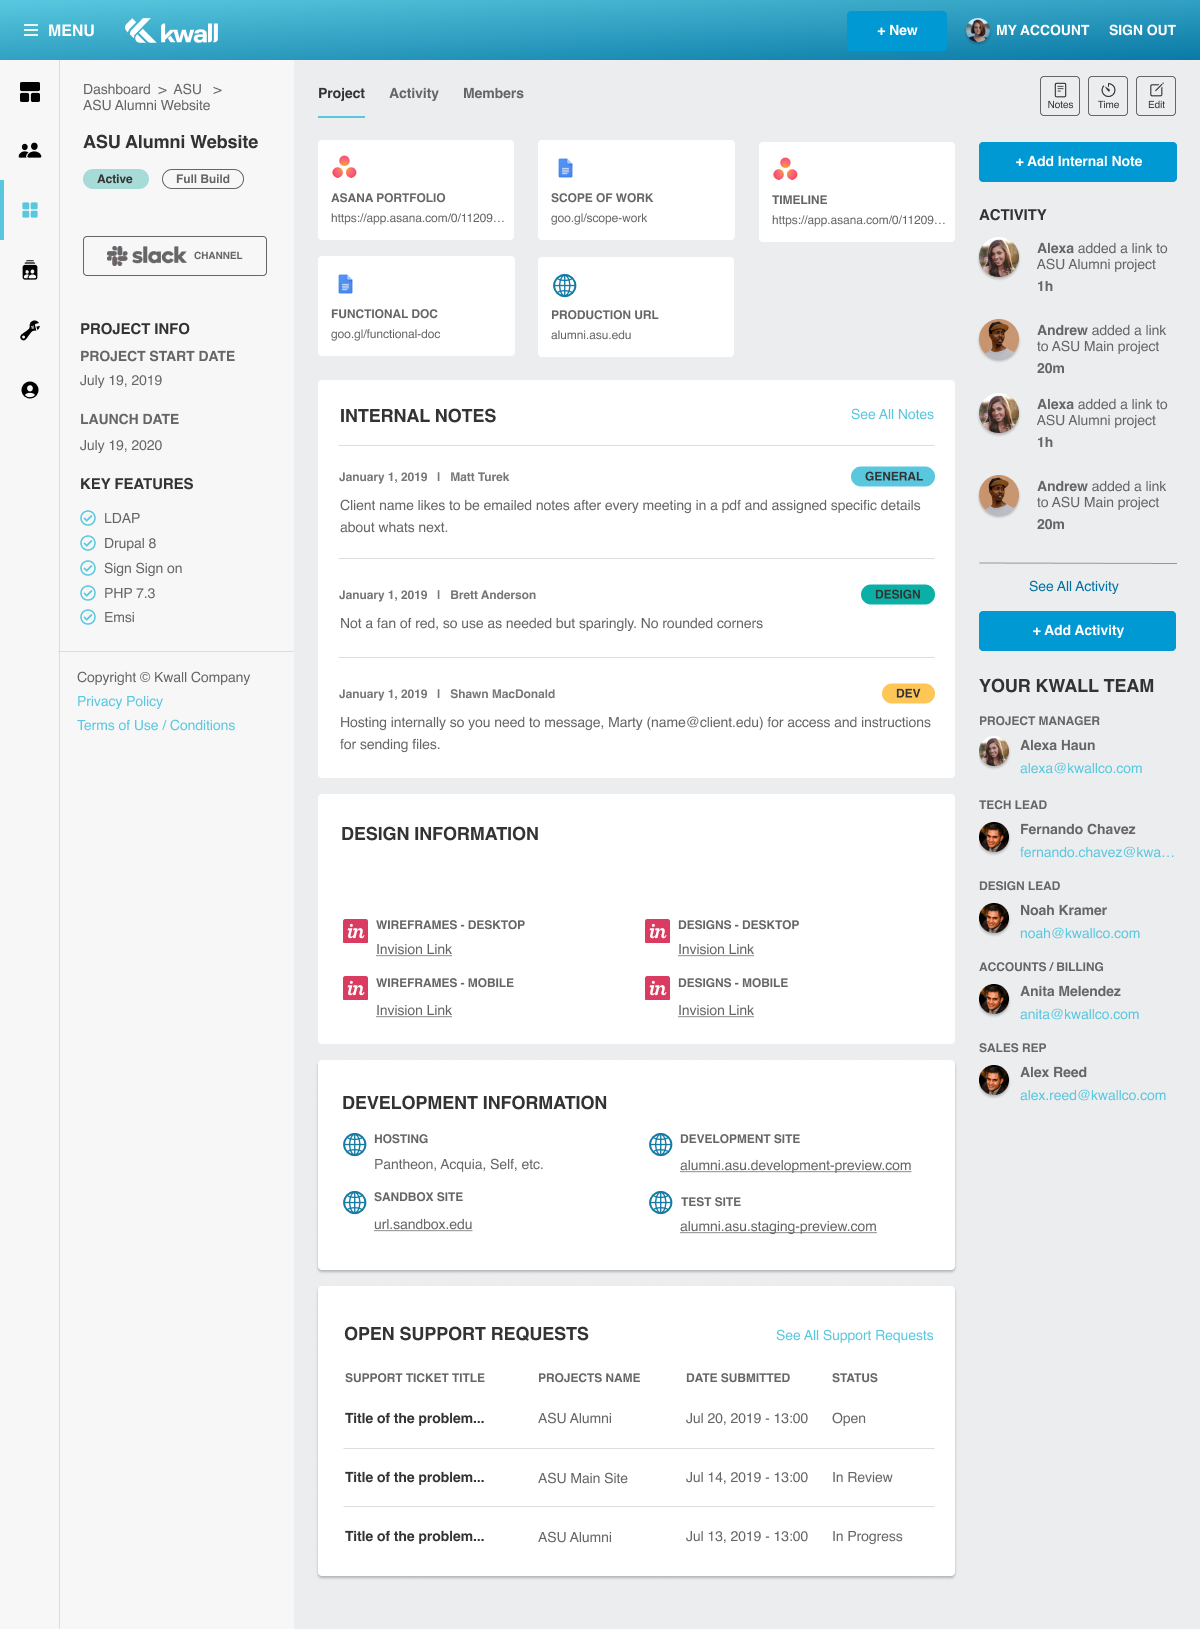 MENU
kwall
+ New
MY ACCOUNT
SIGN OUT
Dashboard > ASU >
ASU Alumni Website
ASU Alumni Website
Active
Full Build
slack CHANNEL
PROJECT INFO
PROJECT START DATE
July 19, 2019
LAUNCH DATE
July 19, 2020
KEY FEATURES
LDAP
Drupal 8
Sign Sign on
PHP 7.3
Emsi
Copyright © Kwall Company
Privacy Policy
Terms of Use / Conditions
Project
Activity
Members
Notes
Time
Edit
ASANA PORTFOLIO
https://app.asana.com/0/11209...
SCOPE OF WORK
goo.gl/scope-work
TIMELINE
https://app.asana.com/0/11209...
FUNCTIONAL DOC
goo.gl/functional-doc
PRODUCTION URL
alumni.asu.edu
INTERNAL NOTES
See All Notes
January 1, 2019 | Matt Turek
GENERAL
Client name likes to be emailed notes after every meeting in a pdf and assigned specific details
about whats next.
January 1, 2019 | Brett Anderson
DESIGN
Not a fan of red, so use as needed but sparingly. No rounded corners
January 1, 2019 | Shawn MacDonald
DEV
Hosting internally so you need to message, Marty (name@client.edu) for access and instructions
for sending files.
DESIGN INFORMATION
in
WIREFRAMES - DESKTOP
Invision Link
in
DESIGNS - DESKTOP
Invision Link
in
WIREFRAMES - MOBILE
Invision Link
in
DESIGNS - MOBILE
Invision Link
DEVELOPMENT INFORMATION
HOSTING
Pantheon, Acquia, Self, etc.
DEVELOPMENT SITE
alumni.asu.development-preview.com
SANDBOX SITE
url.sandbox.edu
TEST SITE
alumni.asu.staging-preview.com
OPEN SUPPORT REQUESTS
See All Support Requests
SUPPORT TICKET TITLE PROJECTS NAME DATE SUBMITTED STATUS
Title of the problem... ASU Alumni Jul 20, 2019 - 13:00 Open
Title of the problem... ASU Main Site Jul 14, 2019 - 13:00 In Review
Title of the problem... ASU Alumni Jul 13, 2019 - 13:00 In Progress
+ Add Internal Note
ACTIVITY
Alexa added a link to
ASU Alumni project
1h
Andrew added a link
to ASU Main project
20m
Alexa added a link to
ASU Alumni project
1h
Andrew added a link
to ASU Main project
20m
See All Activity
+ Add Activity
YOUR KWALL TEAM
PROJECT MANAGER
Alexa Haun
alexa@kwallco.com
TECH LEAD
Fernando Chavez
fernando.chavez@kwa...
DESIGN LEAD
Noah Kramer
noah@kwallco.com
ACCOUNTS / BILLING
Anita Melendez
anita@kwallco.com
SALES REP
Alex Reed
alex.reed@kwallco.com